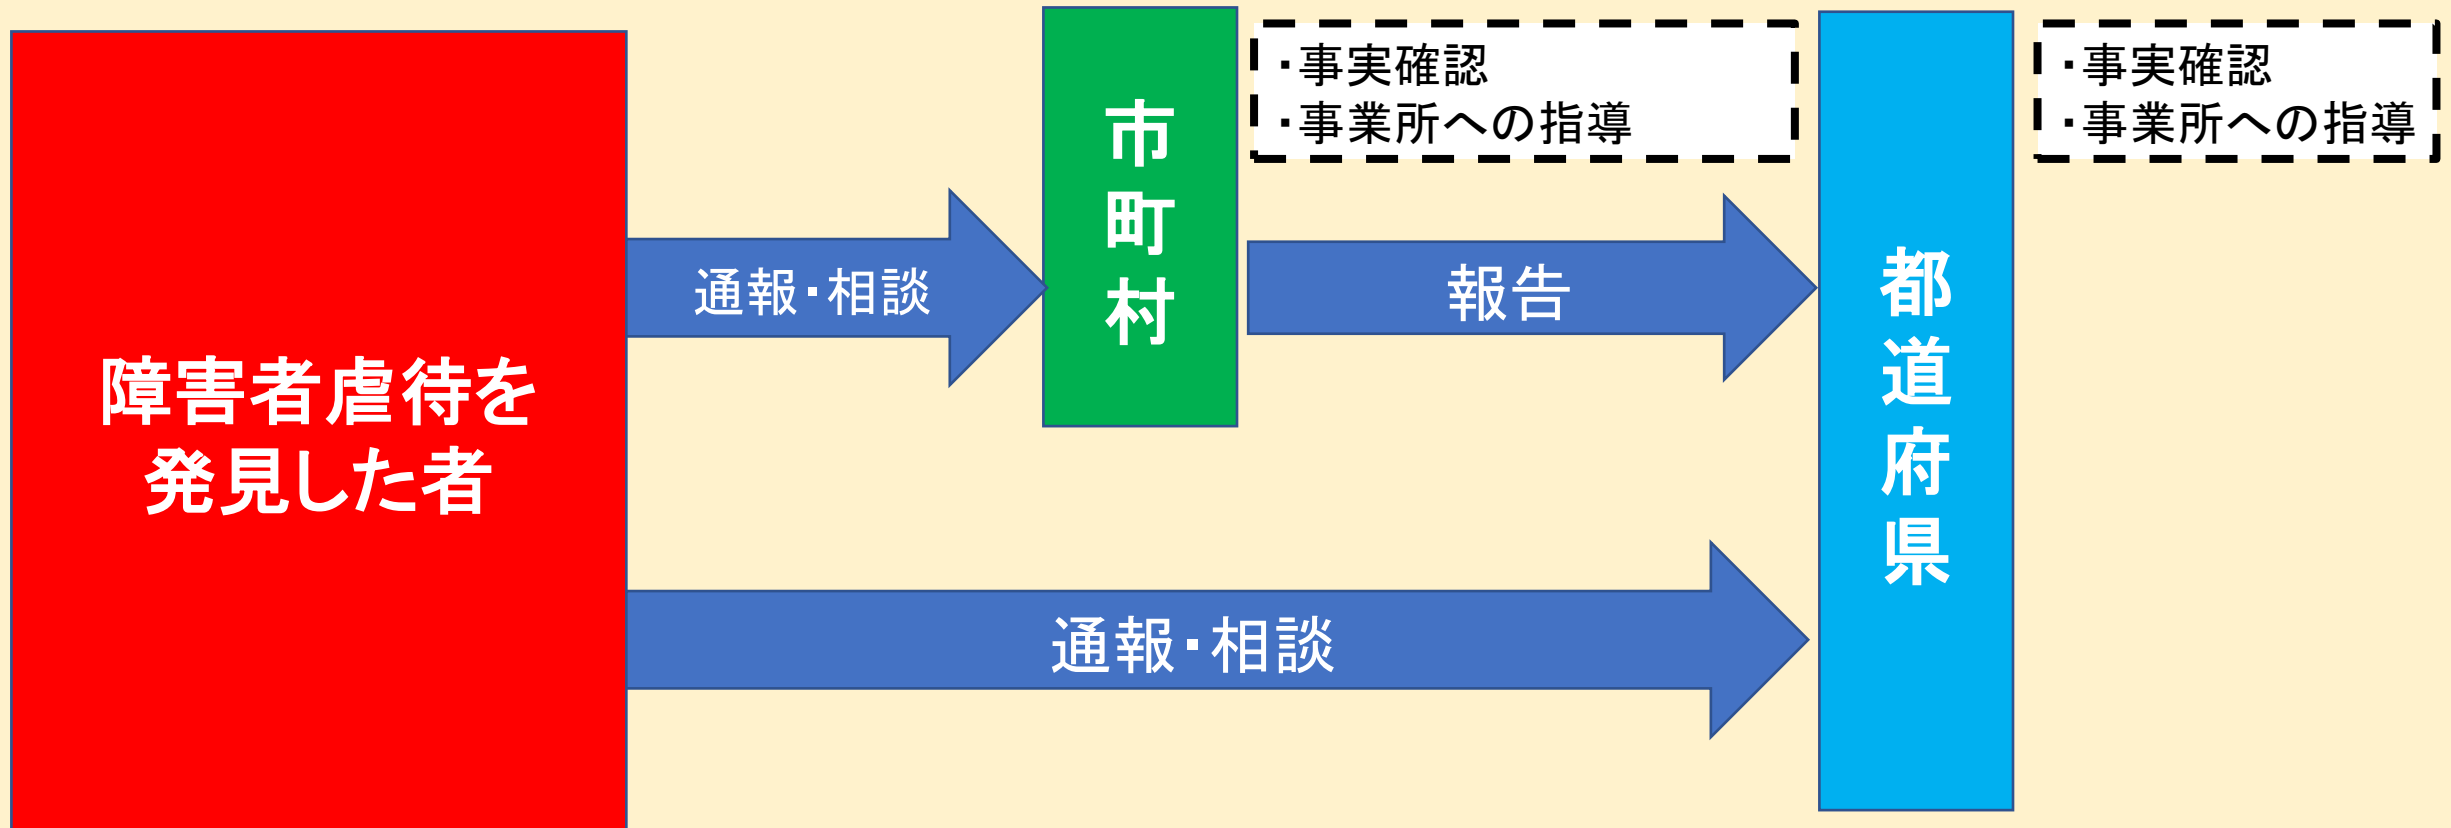 障害者虐待を
発見した者
通報・相談
市町村
・事実確認
・事業所への指導
報告
通報・相談
都道府県
・事実確認
・事業所への指導